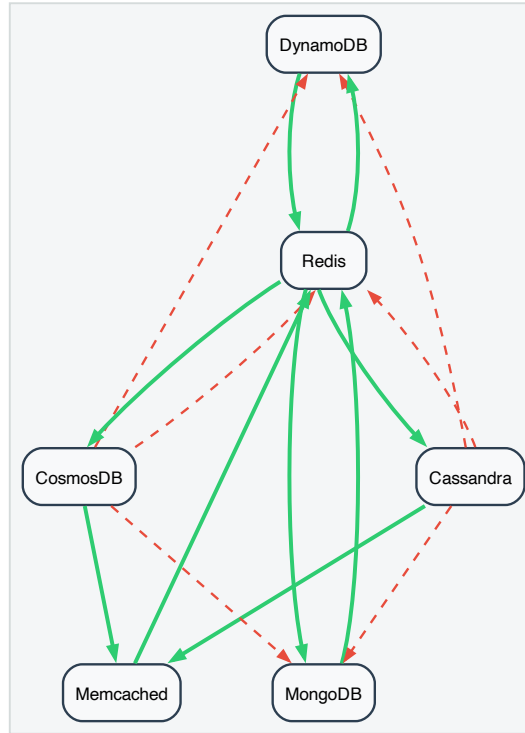 DynamoDB
Redis
CosmosDB
Cassandra
Memcached
MongoDB